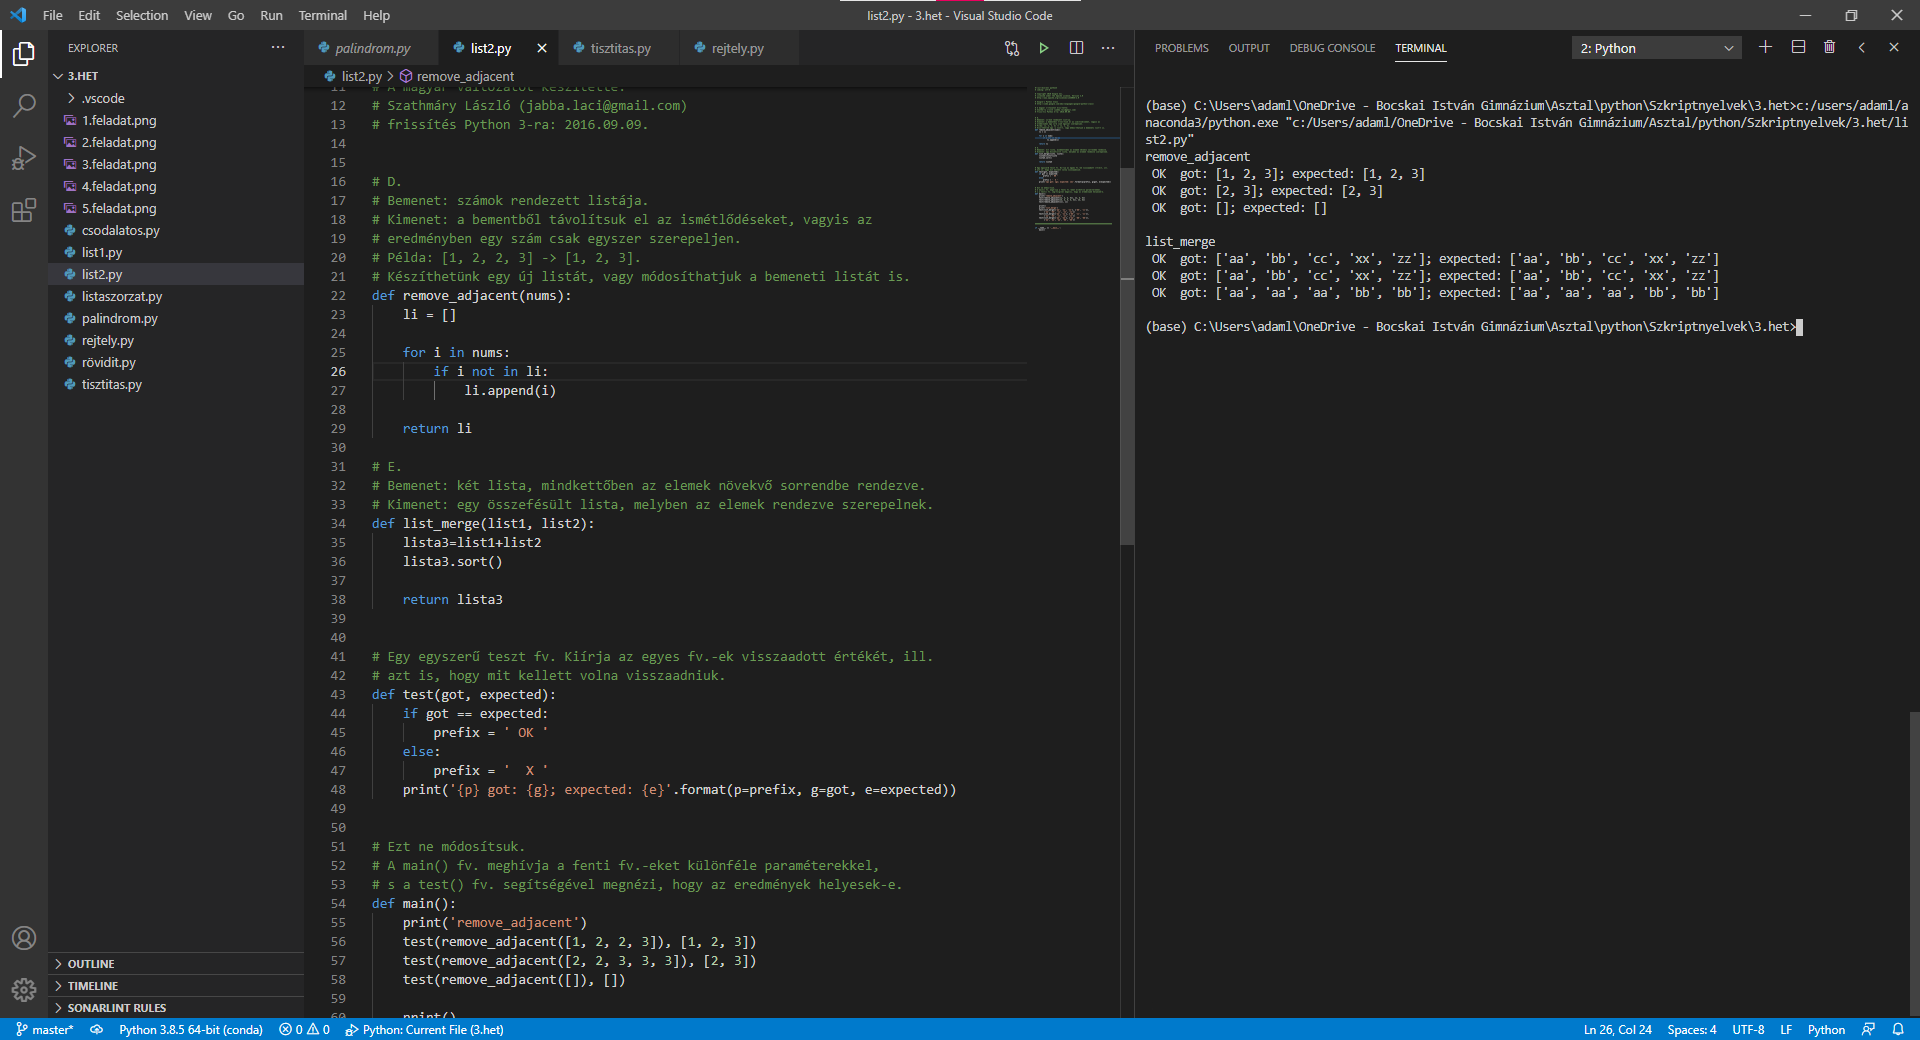 File Edit Selection View Go Run Terminal Help
list2.py - 3.het - Visual Studio Code
EXPLORER
3.HET
.vscode
1.feladat.png
2.feladat.png
3.feladat.png
4.feladat.png
5.feladat.png
csodalatos.py
list1.py
list2.py
listaszorzat.py
palindrom.py
rejtely.py
rövidit.py
tisztitas.py
OUTLINE
TIMELINE
SONARLINT RULES
palindrom.py list2.py tisztitas.py rejtely.py
list2.py > remove_adjacent
11 # A magyar változatot készítette:
12 # Szathmáry László (jabba.laci@gmail.com)
13 # frissítés Python 3-ra: 2016.09.09.
14
15
16 # D.
17 # Bemenet: számok rendezett listája.
18 # Kimenet: a bementből távolítsuk el az ismétlődéseket, vagyis az
19 # eredményben egy szám csak egyszer szerepeljen.
20 # Példa: [1, 2, 2, 3] -> [1, 2, 3].
21 # Készíthetünk egy új listát, vagy módosíthatjuk a bemeneti listát is.
22 def remove_adjacent(nums):
23     li = []
24
25     for i in nums:
26         if i not in li:
27             li.append(i)
28
29     return li
30
31 # E.
32 # Bemenet: két lista, mindkettőben az elemek növekvő sorrendbe rendezve.
33 # Kimenet: egy összefésült lista, melyben az elemek rendezve szerepelnek.
34 def list_merge(list1, list2):
35     lista3=list1+list2
36     lista3.sort()
37
38     return lista3
39
40
41 # Egy egyszerű teszt fv. Kiírja az egyes fv.-ek visszaadott értékét, ill.
42 # azt is, hogy mit kellett volna visszaadniuk.
43 def test(got, expected):
44     if got == expected:
45         prefix = ' OK '
46     else:
47         prefix = '  X '
48     print('{p} got: {g}; expected: {e}'.format(p=prefix, g=got, e=expected))
49
50
51 # Ezt ne módosítsuk.
52 # A main() fv. meghívja a fenti fv.-eket különféle paraméterekkel,
53 # s a test() fv. segítségével megnézi, hogy az eredmények helyesek-e.
54 def main():
55     print('remove_adjacent')
56     test(remove_adjacent([1, 2, 2, 3]), [1, 2, 3])
57     test(remove_adjacent([2, 2, 3, 3, 3]), [2, 3])
58     test(remove_adjacent([]), [])
59
60     print()
PROBLEMS OUTPUT DEBUG CONSOLE TERMINAL
2: Python
(base) C:\Users\adaml\OneDrive - Bocskai István Gimnázium\Asztal\python\Szkriptnyelvek\3.het>c:/users/adaml/a
naconda3/python.exe "c:/Users/adaml/OneDrive - Bocskai István Gimnázium/Asztal/python/Szkriptnyelvek/3.het/li
st2.py"
remove_adjacent
 OK  got: [1, 2, 3]; expected: [1, 2, 3]
 OK  got: [2, 3]; expected: [2, 3]
 OK  got: []; expected: []
list_merge
 OK  got: ['aa', 'bb', 'cc', 'xx', 'zz']; expected: ['aa', 'bb', 'cc', 'xx', 'zz']
 OK  got: ['aa', 'bb', 'cc', 'xx', 'zz']; expected: ['aa', 'bb', 'cc', 'xx', 'zz']
 OK  got: ['aa', 'aa', 'aa', 'bb', 'bb']; expected: ['aa', 'aa', 'aa', 'bb', 'bb']
(base) C:\Users\adaml\OneDrive - Bocskai István Gimnázium\Asztal\python\Szkriptnyelvek\3.het>
master* Python 3.8.5 64-bit (conda) 0 0 Python: Current File (3.het)
Ln 26, Col 24 Spaces: 4 UTF-8 LF Python